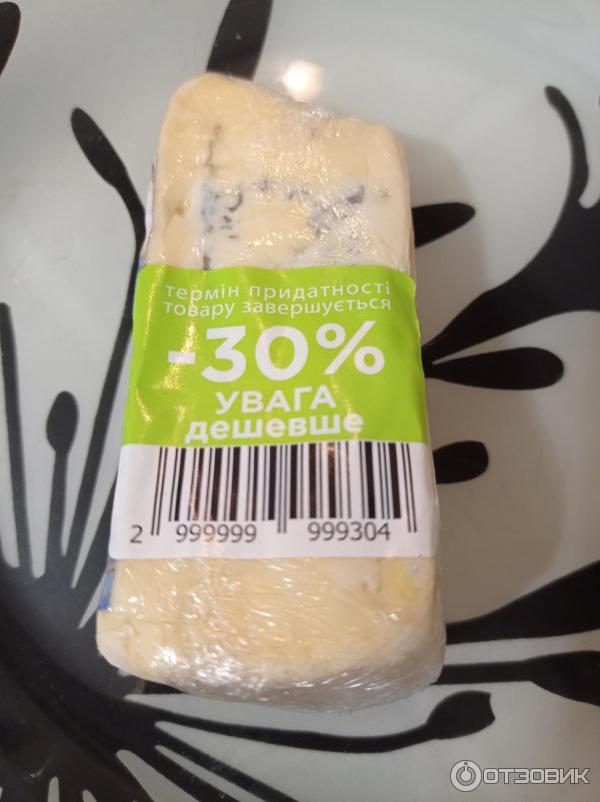 термін придатності
товару завершується
-30%
УВАГА
дешевше
2 999999 999304
ОТЗОВИК